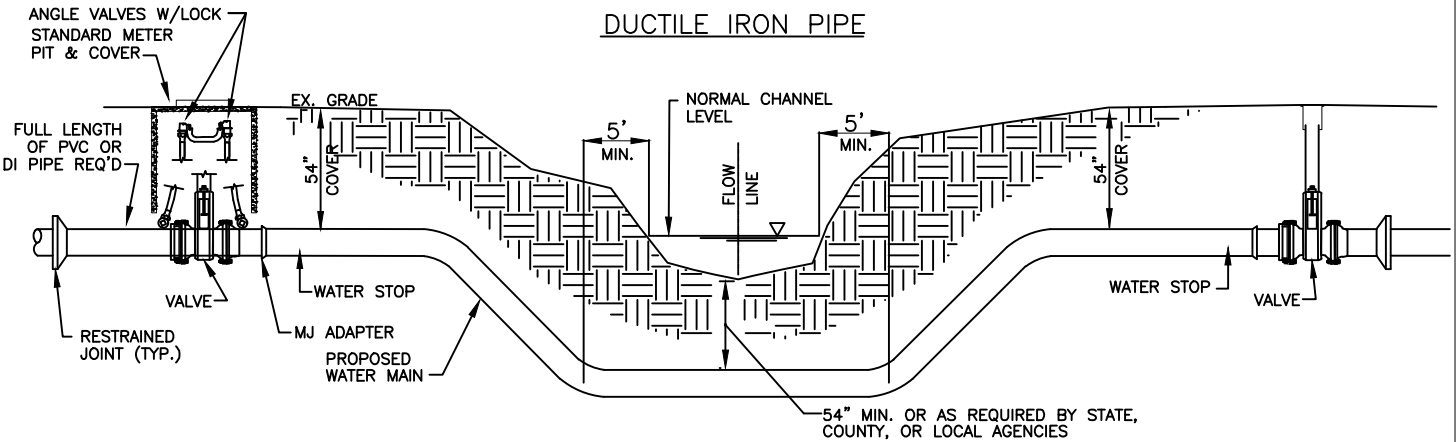 DUCTILE IRON PIPE
ANGLE VALVES W/LOCK
STANDARD METER
PIT & COVER
EX. GRADE
FULL LENGTH
OF PVC OR
DI PIPE REQ'D
54"
COVER
5'
MIN.
NORMAL CHANNEL
LEVEL
FLOW
LINE
5'
MIN.
54"
COVER
VALVE
WATER STOP
MJ ADAPTER
RESTRAINED
JOINT (TYP.)
PROPOSED
WATER MAIN
WATER STOP
VALVE
54" MIN. OR AS REQUIRED BY STATE,
COUNTY, OR LOCAL AGENCIES